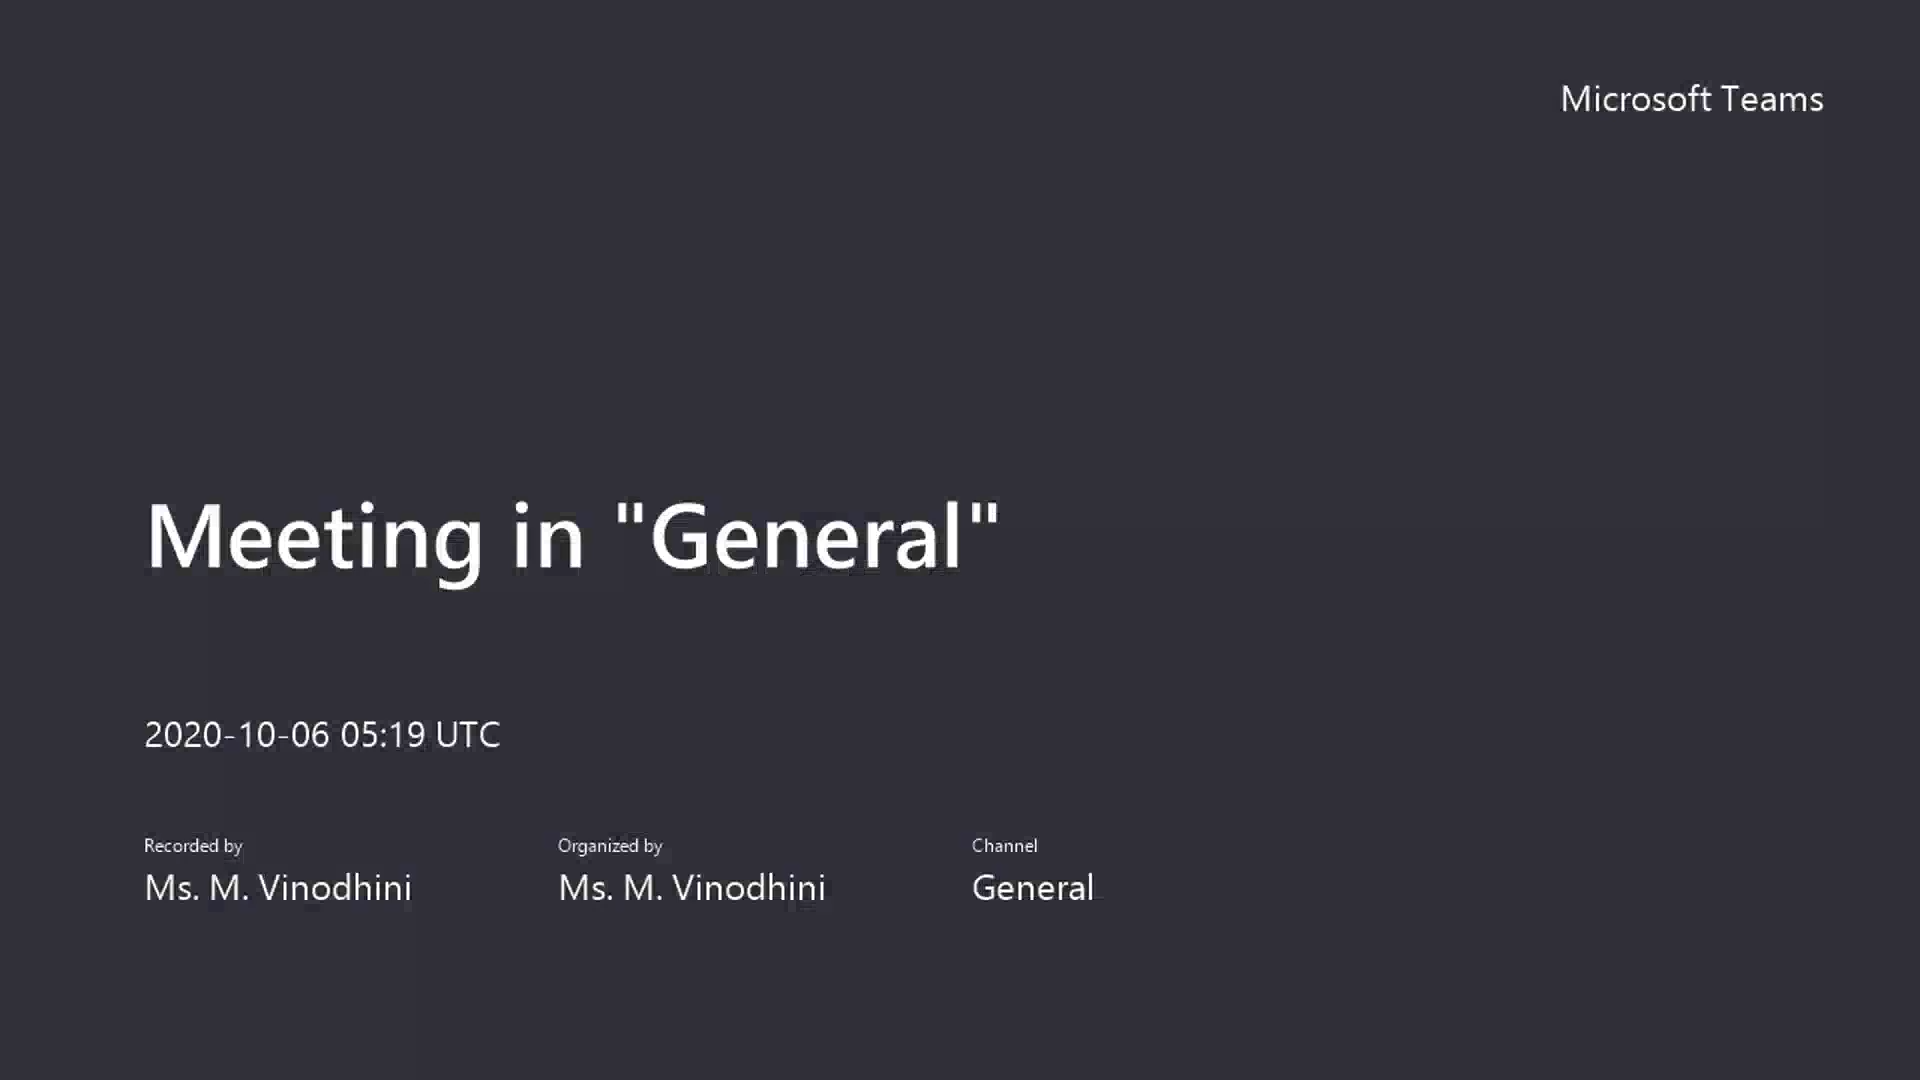 Microsoft Teams
Meeting in "General"
2020-10-06 05:19 UTC
Recorded by
Ms. M. Vinodhini
Organized by
Ms. M. Vinodhini
Channel
General